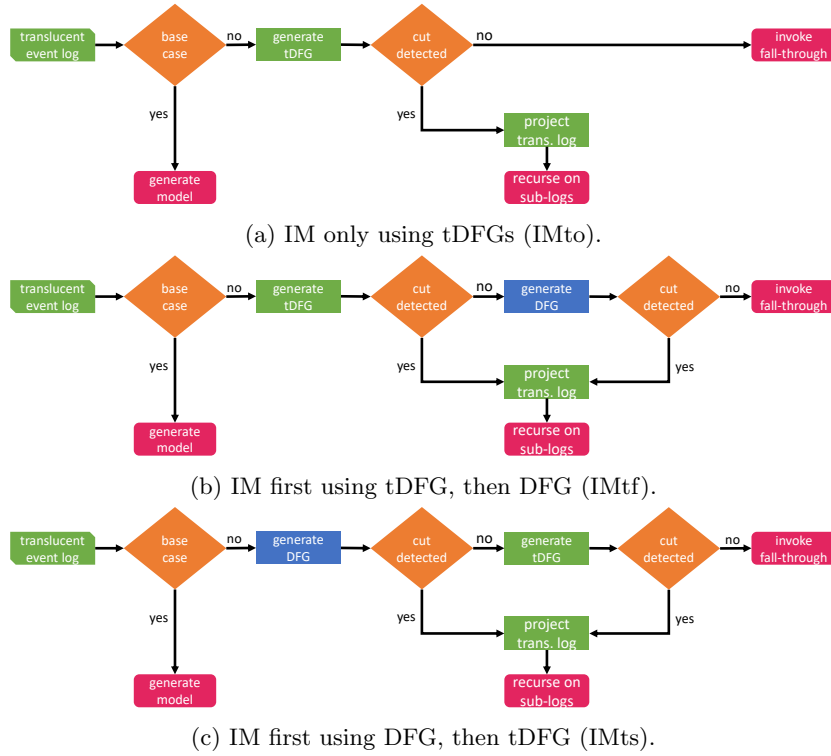 translucent
event log
base
case
no
generate
tDFG
cut
detected
no
invoke
fall-through
yes
yes
project
trans. log
generate
model
recurse on
sub-logs
(a) IM only using tDFGs (IMto).
translucent
event log
base
case
no
generate
tDFG
cut
detected
no
generate
DFG
cut
detected
no
invoke
fall-through
yes
yes
yes
project
trans. log
generate
model
recurse on
sub-logs
(b) IM first using tDFG, then DFG (IMtf).
translucent
event log
base
case
no
generate
DFG
cut
detected
no
generate
tDFG
cut
detected
no
invoke
fall-through
yes
yes
yes
project
trans. log
generate
model
recurse on
sub-logs
(c) IM first using DFG, then tDFG (IMts).